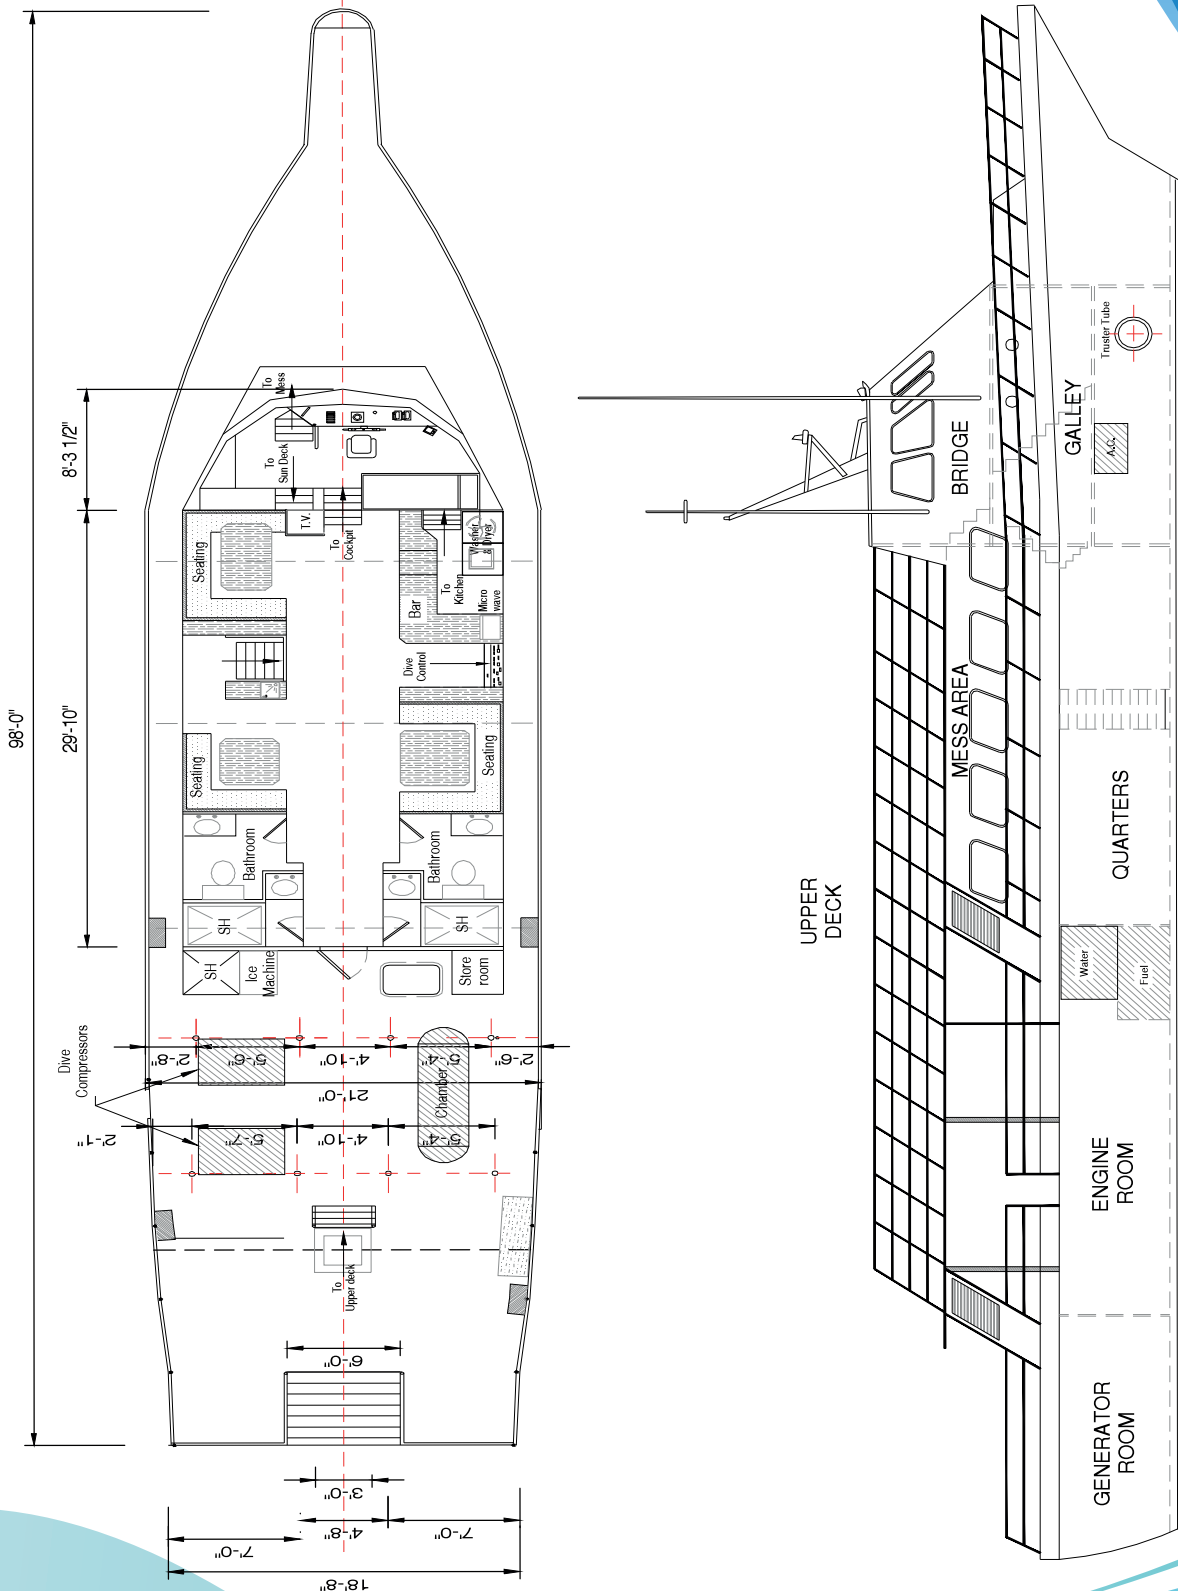 98'-0"
8'-3 1/2"
29'-10"
To
Mess
To
Sun Deck
T.V.
To
Cockpit
Seating
Washer
& Dryer
To
Kitchen
Micro
wave
Bar
Dive
Control
Seating
Seating
Bathroom
Bathroom
SH
SH
SH
Ice
Machine
Store
room
Dive
Compressors
2'-8"
5'-6"
4'-10"
5'-4"
2'-6"
21'-0"
Chamber
2'-1"
5'-7"
4'-10"
5'-4"
To
Upper deck
6'-0"
3'-0"
4'-8"
7'-0"
7'-0"
18'-8"
UPPER
DECK
BRIDGE
MESS AREA
GALLEY
Truster Tube
A.C.
QUARTERS
Water
Fuel
ENGINE
ROOM
GENERATOR
ROOM